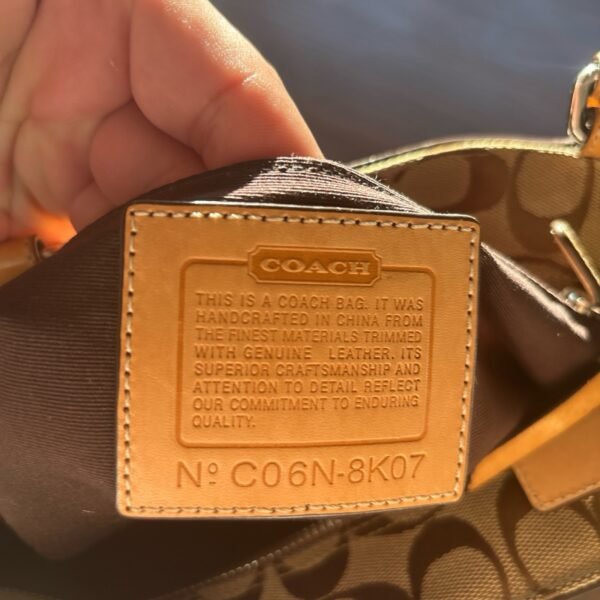 COACH
THIS IS A COACH BAG. IT WAS
HANDCRAFTED IN CHINA FROM
THE FINEST MATERIALS TRIMMED
WITH GENUINE LEATHER. ITS
SUPERIOR CRAFTSMANSHIP AND
ATTENTION TO DETAIL REFLECT
OUR COMMITMENT TO ENDURING
QUALITY.
Nº C06N-8K07